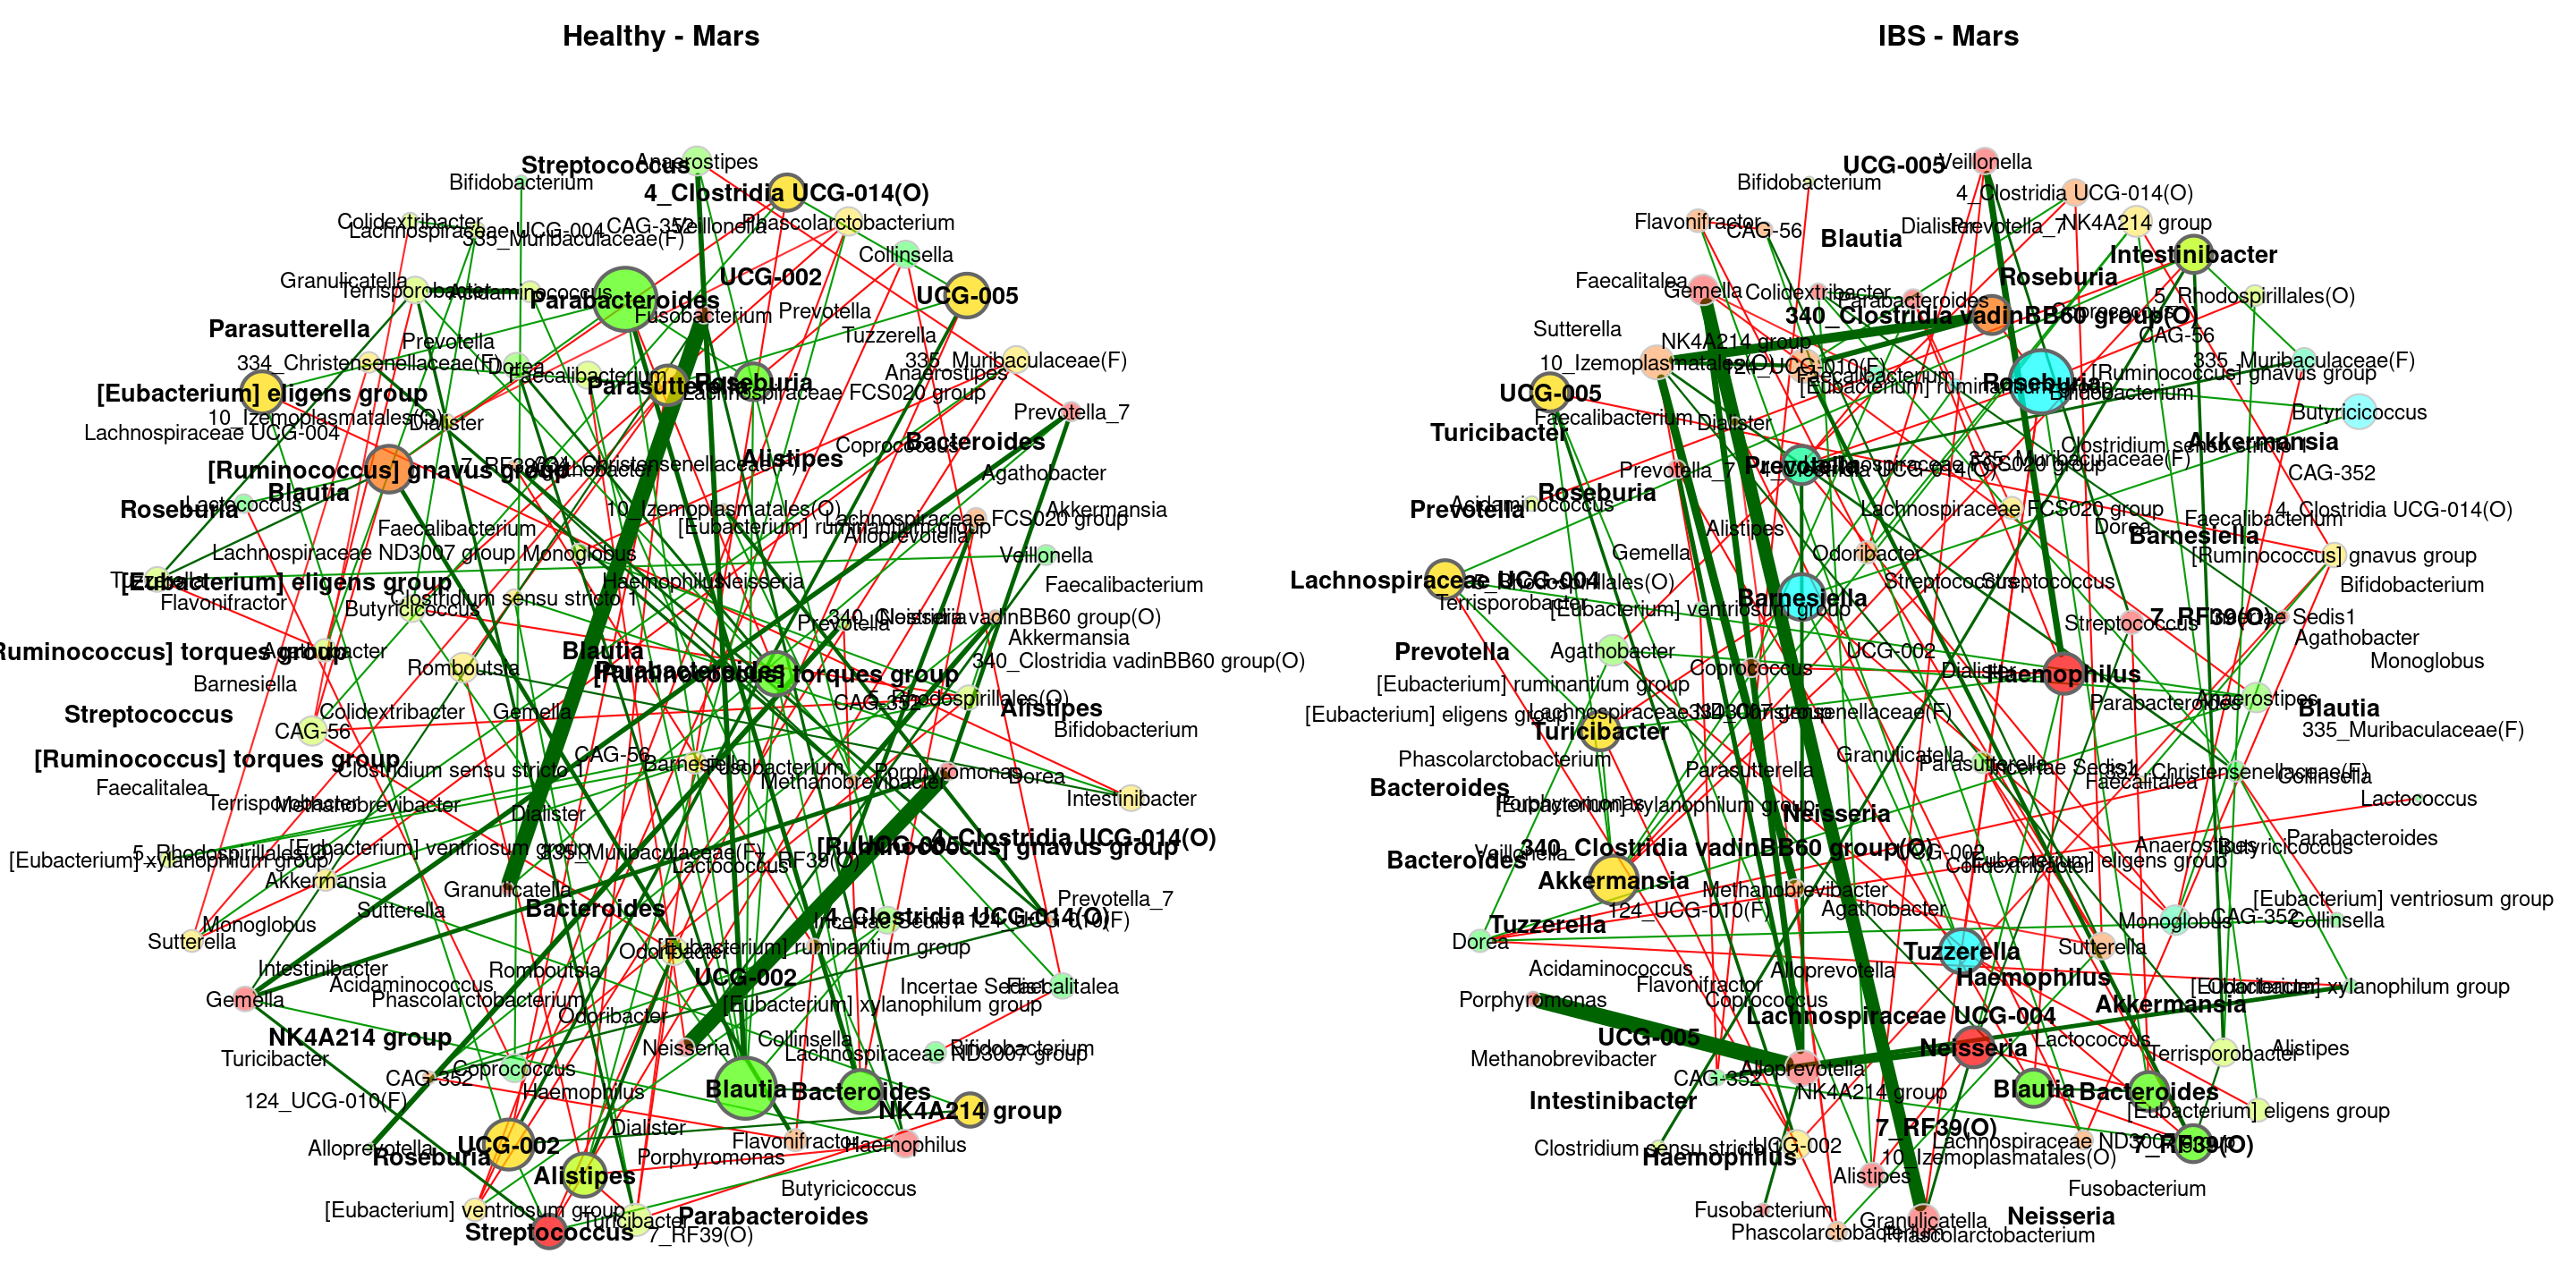 Healthy - Mars
IBS - Mars
Streptococcus
Anaerostipes
Bifidobacterium
4_Clostridia UCG-014(O)
Colidextribacter
Lachnospiraceae UCG-004
CAG-352
Veillonella
Phascolarctobacterium
335_Muribaculaceae(F)
Collinsella
Granulicatella
Terrisporobacter
Acidaminococcus
UCG-002
Parabacteroides
UCG-005
Fusobacterium
Prevotella
Parasutterella
Tuzzerella
Prevotella
334_Christensenellaceae(F)
Dorea
335_Muribaculaceae(F)
Anaerostipes
Faecalibacterium
Parasutterella
Roseburia
[Eubacterium] eligens group
Lachnospiraceae FCS020 group
Prevotella_7
10_Izemoplasmatales(O)
Dialister
Lachnospiraceae UCG-004
Bacteroides
Coprococcus
Alistipes
[Ruminococcus] gnavus group
Agathobacter
Blautia
Roseburia
Lactococcus
10_Izemoplasmatales(O)
Akkermansia
Lachnospiraceae FCS020 group
Faecalibacterium
[Eubacterium] ruminantium group
Alloprevotella
Lachnospiraceae ND3007 group
Monoglobus
Veillonella
Tuzzerella
[Eubacterium] eligens group
Haemophilus
Neisseria
Faecalibacterium
Flavonifractor
Clostridium sensu stricto 1
Butyricicoccus
Prevotella
340_Clostridia vadinBB60 group(O)
Neisseria
Akkermansia
Ruminococcus] torques group
Agathobacter
Blautia
Romboutsia
340_Clostridia vadinBB60 group(O)
Parabacteroides
[Ruminococcus] torques group
Barnesiella
CAG-352
5_Rhodospirillales(O)
Streptococcus
Colidextribacter
Gemella
Alistipes
CAG-56
Bifidobacterium
[Ruminococcus] torques group
CAG-56
Barnesiella
Clostridium sensu stricto 1
Fusobacterium
Porphyromonas
Dorea
Methanobrevibacter
Faecalitalea
Intestinibacter
Terrisporobacter
Methanobrevibacter
Dialister
4_Clostridia UCG-014(O)
UCG-005
[Ruminococcus] gnavus group
5_Rhodospirillales(O)
[Eubacterium] ventriosum group
335_Muribaculaceae(F)
[Eubacterium] xylanophilum group
7_RF39(O)
Lactococcus
Akkermansia
Granulicatella
Prevotella_7
Sutterella
Bacteroides
4_Clostridia UCG-014(O)
Incertae Sedis1
124_UCG-010(F)
Monoglobus
Sutterella
Odoribacter
[Eubacterium] ruminantium group
Intestinibacter
Romboutsia
UCG-002
Acidaminococcus
Incertae Sedis1
Faecalitalea
Gemella
Phascolarctobacterium
[Eubacterium] xylanophilum group
Odoribacter
NK4A214 group
Collinsella
Neisseria
Bifidobacterium
Lachnospiraceae ND3007 group
Turicibacter
Coprococcus
CAG-352
Haemophilus
Blautia
Bacteroides
124_UCG-010(F)
NK4A214 group
Dialister
Alloprevotella
UCG-002
Flavonifractor
Haemophilus
Roseburia
Porphyromonas
Alistipes
Butyricicoccus
[Eubacterium] ventriosum group
Turicibacter
Parabacteroides
Streptococcus
7_RF39(O)
UCG-005
Veillonella
Bifidobacterium
4_Clostridia UCG-014(O)
Flavonifractor
CAG-56
Blautia
Dialister
Prevotella_7
NK4A214 group
Intestinibacter
Faecalitalea
Gemella
Colidextribacter
Parabacteroides
Roseburia
5_Rhodospirillales(O)
340_Clostridia vadinBB60 group(O)
Coprococcus
Sutterella
NK4A214 group
CAG-56
10_Izemoplasmatales(O)
124_UCG-010(F)
335_Muribaculaceae(F)
Faecalibacterium
[Eubacterium] ruminantium group
Roseburia
[Ruminococcus] gnavus group
UCG-005
Bifidobacterium
Faecalibacterium
Dialister
Butyricicoccus
Turicibacter
Clostridium sensu stricto 1
Akkermansia
Prevotella_7
Prevotella
Lachnospiraceae FCS020 group
4_Clostridia UCG-014(O)
335_Muribaculaceae(F)
CAG-352
Roseburia
Prevotella
Acidaminococcus
Lachnospiraceae FCS020 group
4_Clostridia UCG-014(O)
Faecalibacterium
Alistipes
Dorea
Barnesiella
Gemella
Odoribacter
[Ruminococcus] gnavus group
Lachnospiraceae UCG-004
5_Rhodospirillales(O)
Streptococcus
Streptococcus
Bifidobacterium
Terrisporobacter
Barnesiella
[Eubacterium] ventriosum group
Streptococcus
7_RF39(O)
Incertae Sedis1
Agathobacter
Prevotella
Agathobacter
UCG-002
Monoglobus
Coprococcus
Dialister
Haemophilus
[Eubacterium] ruminantium group
Parabacteroides
Anaerostipes
[Eubacterium] eligens group
Lachnospiraceae ND3007 group
334_Christensenellaceae(F)
Blautia
Turicibacter
335_Muribaculaceae(F)
Phascolarctobacterium
Granulicatella
Parasutterella
Parasutterella
Incertae Sedis1
334_Christensenellaceae(F)
Collinsella
Faecalitalea
Bacteroides
Porphyromonas
[Eubacterium] xylanophilum group
Neisseria
Lactococcus
Parabacteroides
Anaerostipes
Butyricicoccus
Veillonella
340_Clostridia vadinBB60 group(O)
UCG-002
Bacteroides
Colidextribacter
[Eubacterium] eligens group
Akkermansia
Methanobrevibacter
[Eubacterium] ventriosum group
124_UCG-010(F)
Agathobacter
Tuzzerella
Monoglobus
CAG-352
Collinsella
Dorea
Tuzzerella
Sutterella
Acidaminococcus
Alloprevotella
Haemophilus
Flavonifractor
[Eubacterium] xylanophilum group
Porphyromonas
Coprococcus
Akkermansia
Lachnospiraceae UCG-004
UCG-005
Lactococcus
Neisseria
Methanobrevibacter
Terrisporobacter
Alistipes
Alloprevotella
CAG-352
NK4A214 group
Blautia
Bacteroides
Intestinibacter
[Eubacterium] eligens group
7_RF39(O)
Clostridium sensu stricto 1
UCG-002
Lachnospiraceae ND3007 group
7_RF39(O)
Haemophilus
10_Izemoplasmatales(O)
Alistipes
Fusobacterium
Fusobacterium
Granulicatella
Neisseria
Phascolarctobacterium
Phascolarctobacterium